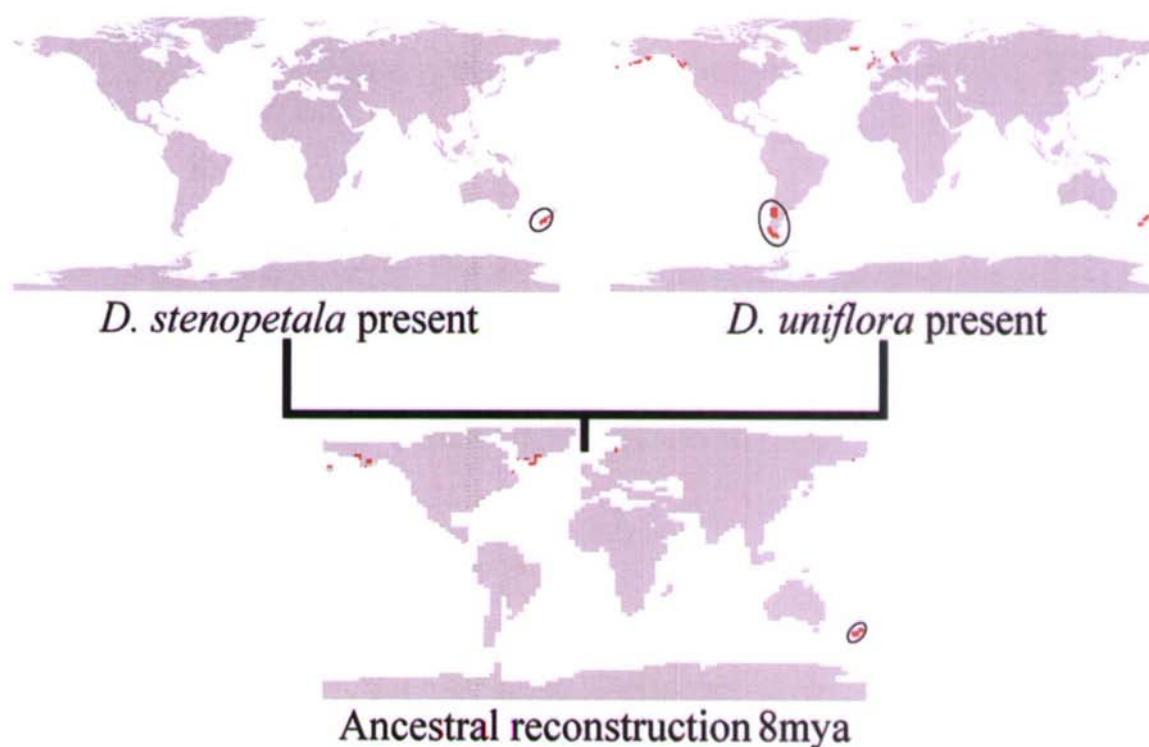 D. stenopetala present
D. uniflora present
Ancestral reconstruction 8mya